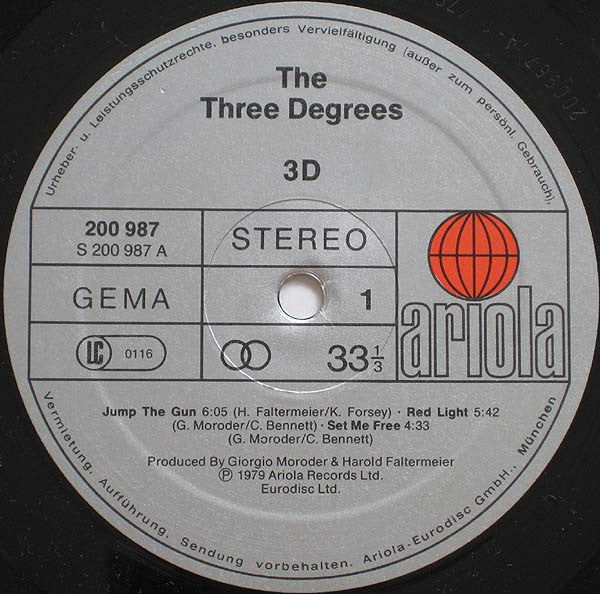 Urheber- u. Leistungsschutzrechte, besonders Vervielfältigung (außer zum persönl. Gebrauch),
The
Three Degrees
3D
200 987
S 200 987 A
STEREO
GEMA
1
LC 0116
33 1/3
ariola
Jump The Gun 6:05 (H. Faltermeier/K. Forsey) · Red Light 5:42
(G. Moroder/C. Bennett) · Set Me Free 4:33
(G. Moroder/C. Bennett)
Produced By Giorgio Moroder & Harold Faltermeier
Ⓟ 1979 Ariola Records Ltd.
Eurodisc Ltd.
Vermietung, Aufführung, Sendung vorbehalten. Ariola-Eurodisc GmbH., München